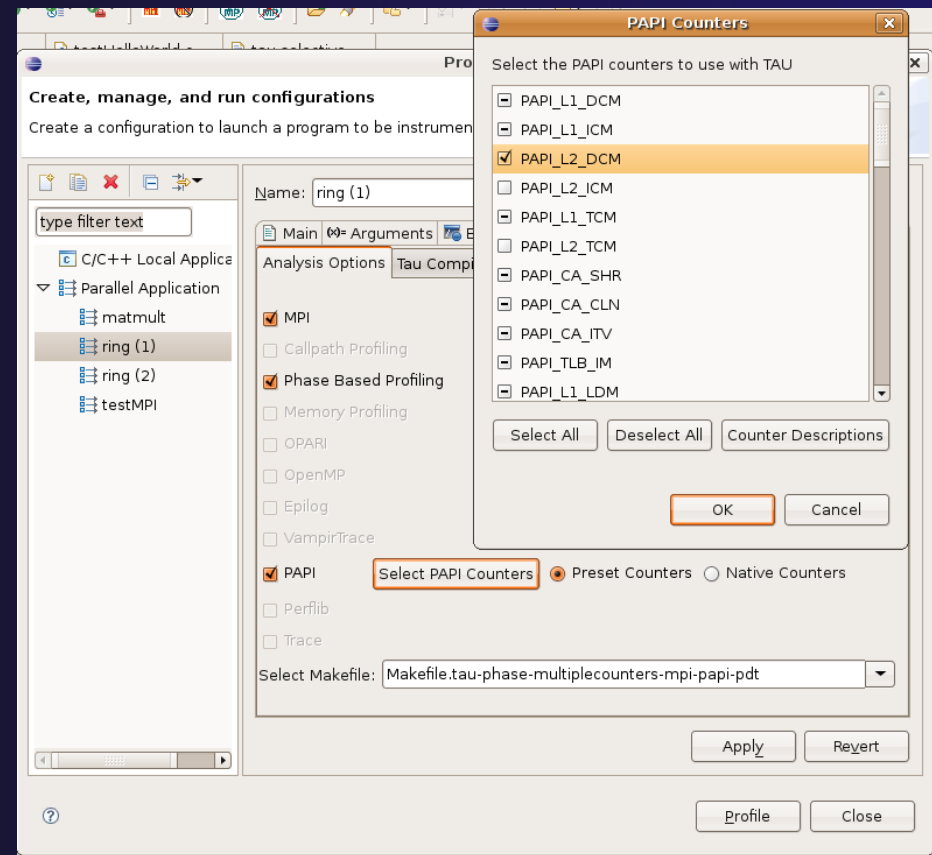 PAPI Counters
Pro
Select the PAPI counters to use with TAU
Create, manage, and run configurations
Create a configuration to launch a program to be instrumen
PAPI_L1_DCM
PAPI_L1_ICM
PAPI_L2_DCM
PAPI_L2_ICM
PAPI_L1_TCM
PAPI_L2_TCM
PAPI_CA_SHR
PAPI_CA_CLN
PAPI_CA_ITV
PAPI_TLB_IM
PAPI_L1_LDM
Select All Deselect All Counter Descriptions
OK Cancel
type filter text
C/C++ Local Applica
Parallel Application
matmult
ring (1)
ring (2)
testMPI
Name: ring (1)
Main (x)= Arguments E
Analysis Options Tau Compi
MPI
Callpath Profiling
Phase Based Profiling
Memory Profiling
OPARI
OpenMP
Epilog
VampirTrace
PAPI Select PAPI Counters Preset Counters Native Counters
Perflib
Trace
Select Makefile: Makefile.tau-phase-multiplecounters-mpi-papi-pdt
Apply Revert
Profile Close